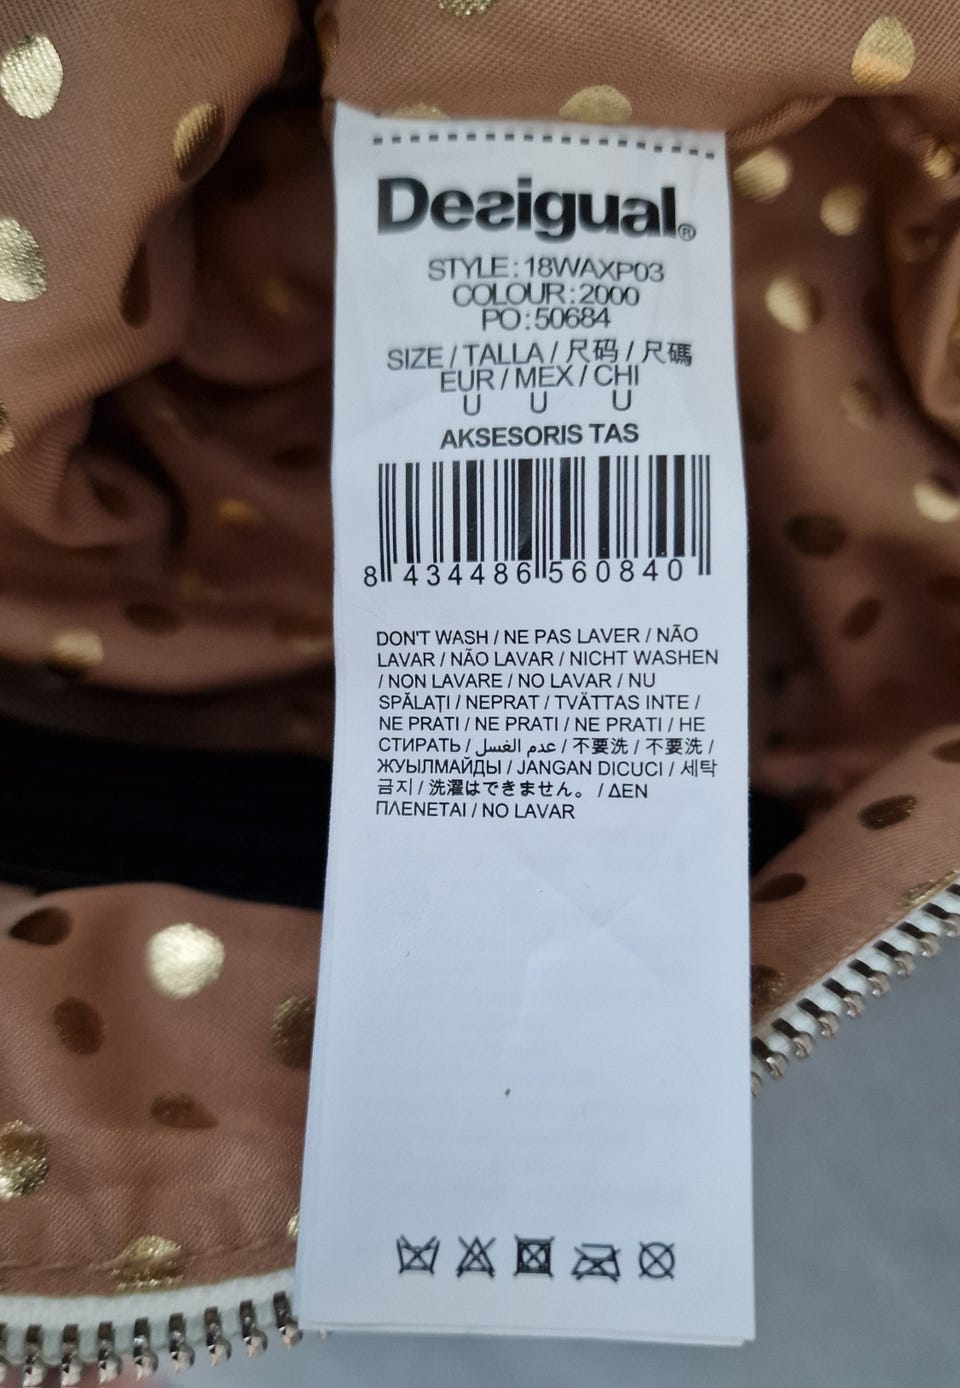 Desigual®
STYLE: 18WAXP03
COLOUR: 2000
PO: 50684
SIZE / TALLA / 尺码 / 尺碼
EUR / MEX / CHI
U U U
AKSESORIS TAS
8 434486 560840
DON'T WASH / NE PAS LAVER / NÃO
LAVAR / NÃO LAVAR / NICHT WASHEN
/ NON LAVARE / NO LAVAR / NU
SPĂLAȚI / NEPRAT / TVÄTTAS INTE /
NE PRATI / NE PRATI / NE PRATI / НЕ
СТИРАТЬ / عدم الغسل / 不要洗 / 不要洗 /
ЖУЫЛМАЙДЫ / JANGAN DICUCI / 세탁
금지 / 洗濯はできません。 / ΔΕΝ
ΠΛΕΝΕΤΑΙ / NO LAVAR